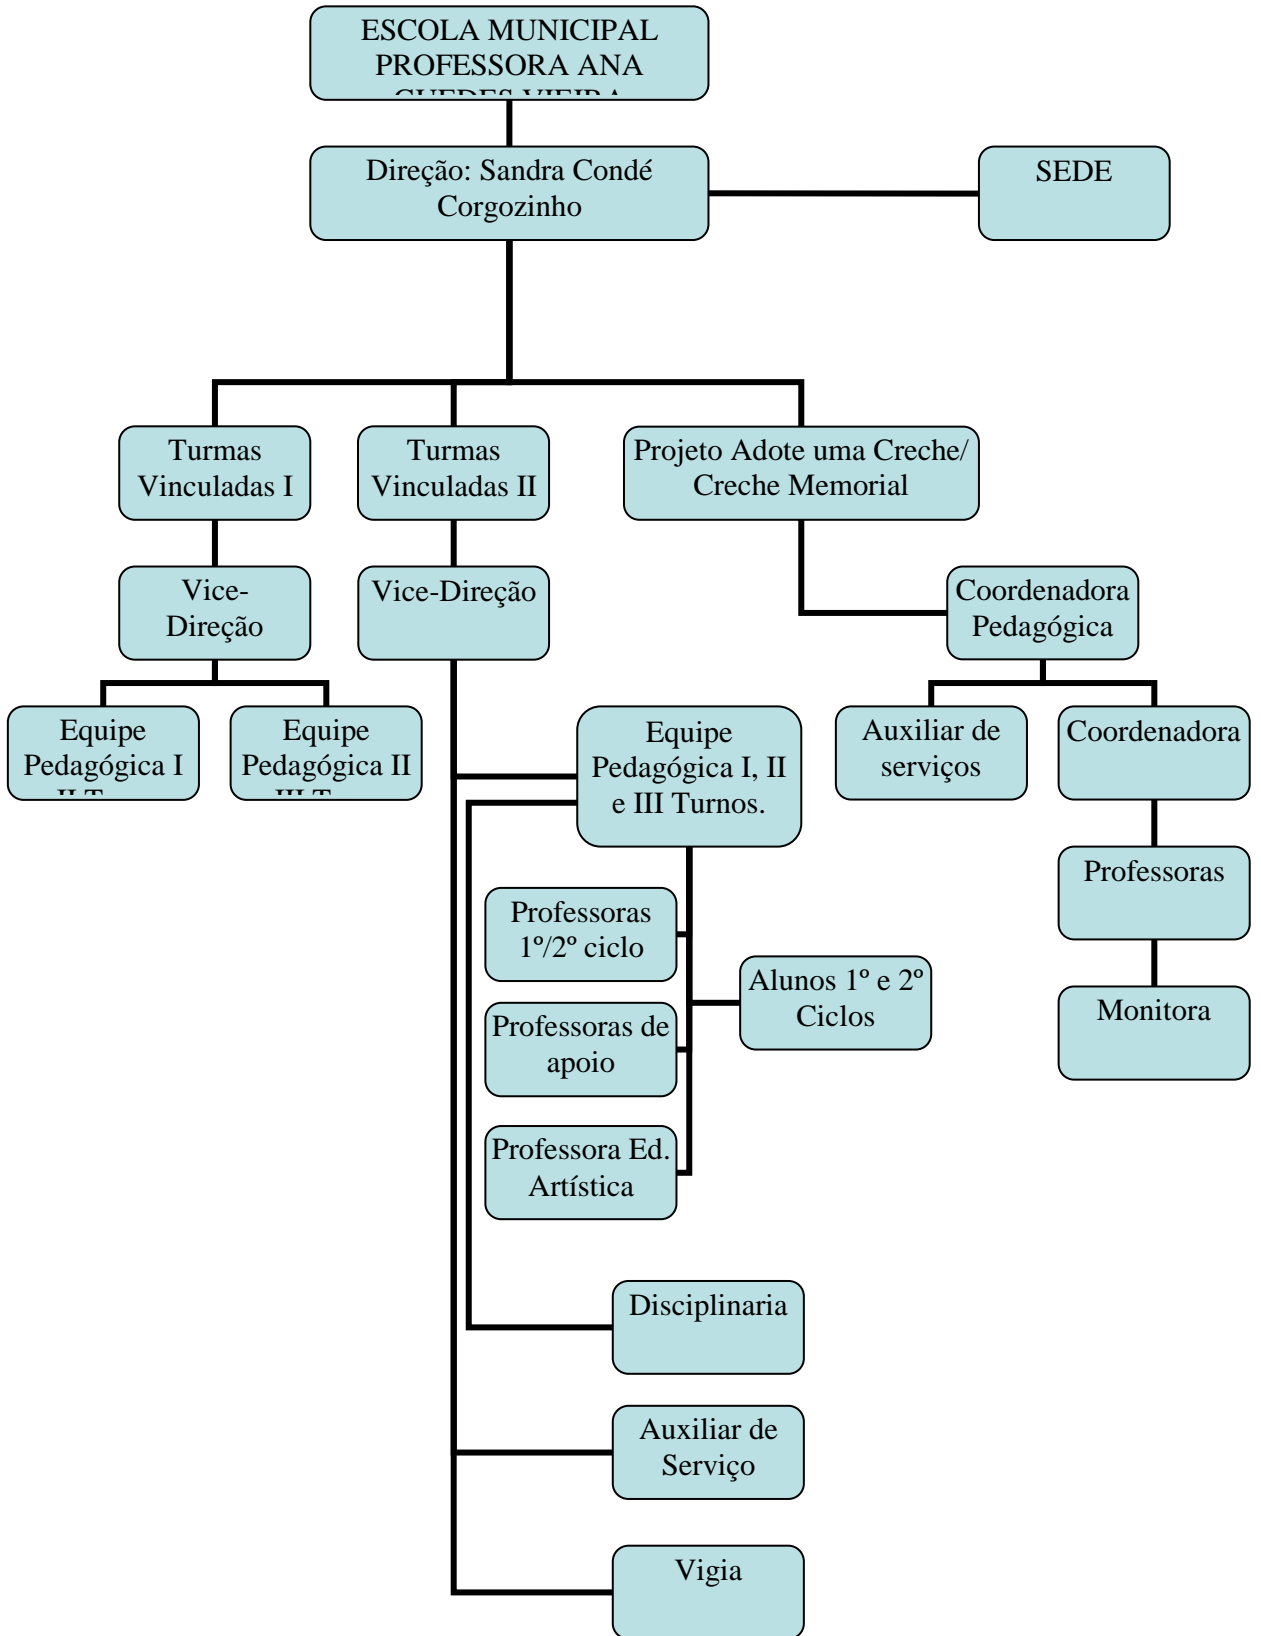 ESCOLA MUNICIPAL
PROFESSORA ANA
GUEDES VIEIRA
Direção: Sandra Condé
Corgozinho
SEDE
Turmas
Vinculadas I
Turmas
Vinculadas II
Projeto Adote uma Creche/
Creche Memorial
Vice-
Direção
Vice-Direção
Coordenadora
Pedagógica
Equipe
Pedagógica I
Equipe
Pedagógica II
Equipe
Pedagógica I, II
e III Turnos.
Auxiliar de
serviços
Coordenadora
Professoras
Professoras
1º/2º ciclo
Alunos 1º e 2º
Ciclos
Monitora
Professoras de
apoio
Professora Ed.
Artística
Disciplinaria
Auxiliar de
Serviço
Vigia